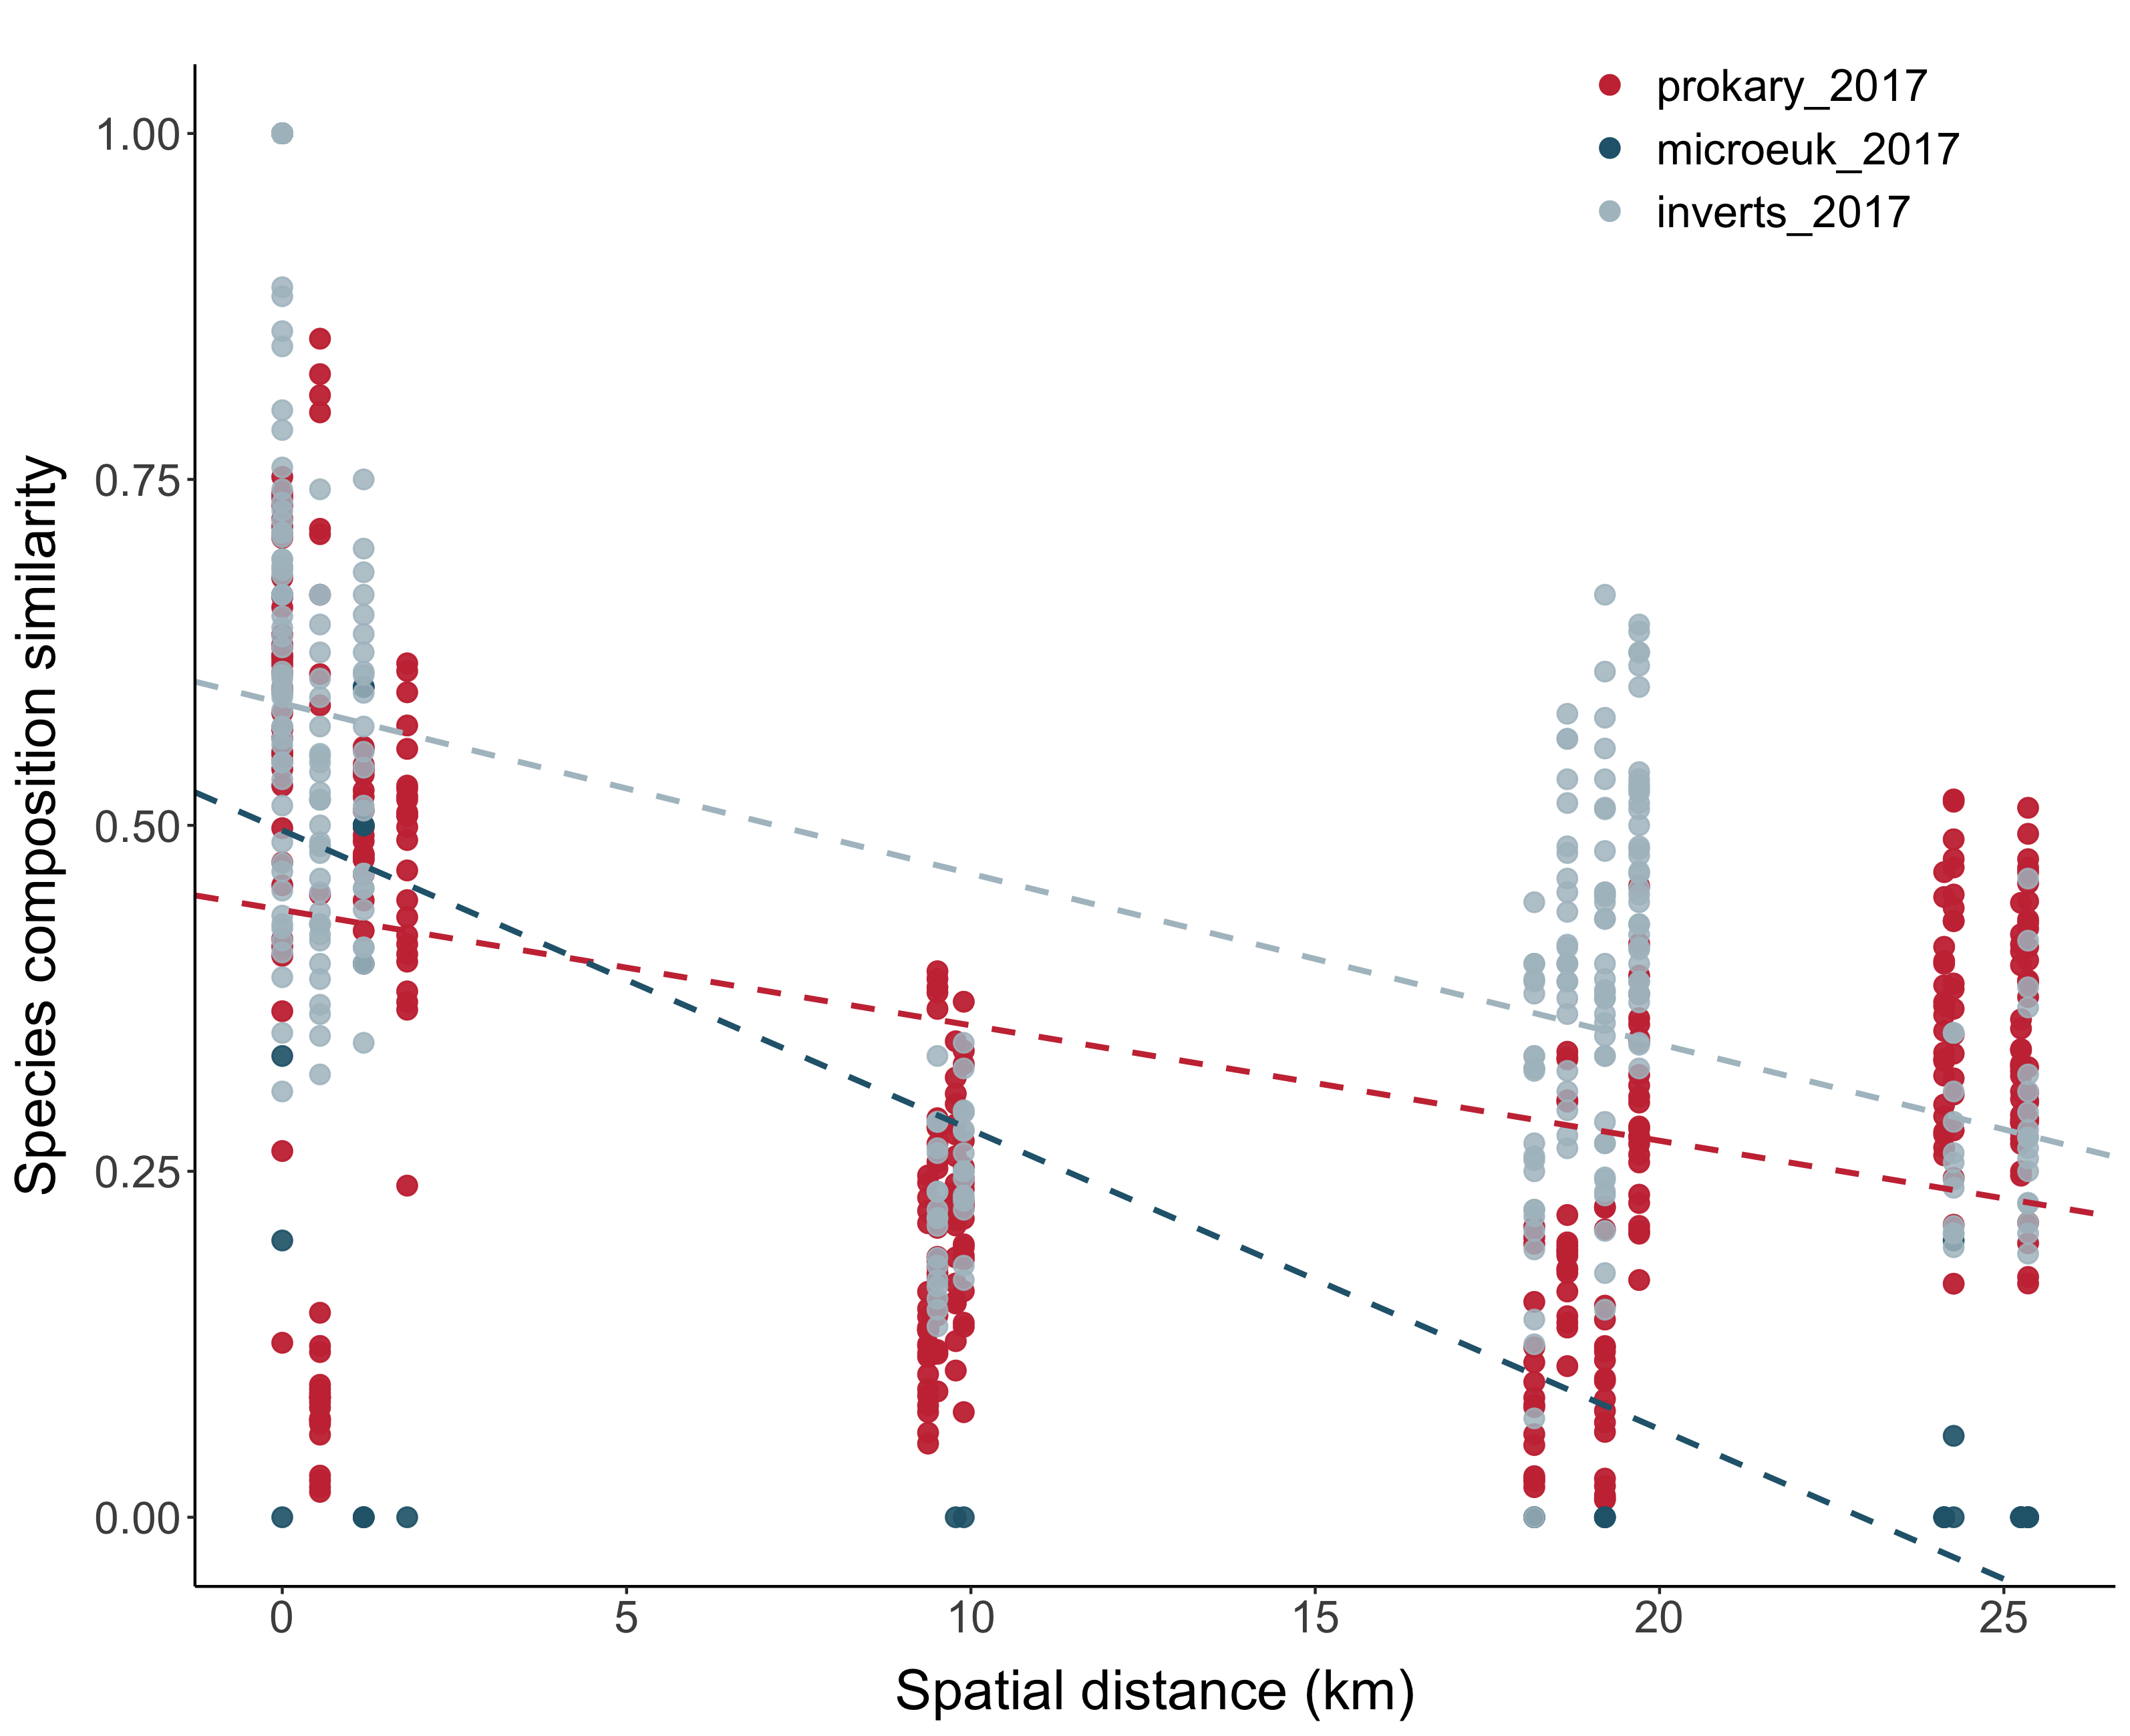 prokary_2017
microeuk_2017
inverts_2017
1.00
0.75
0.50
0.25
0.00
Species composition similarity
0 5 10 15 20 25
Spatial distance (km)